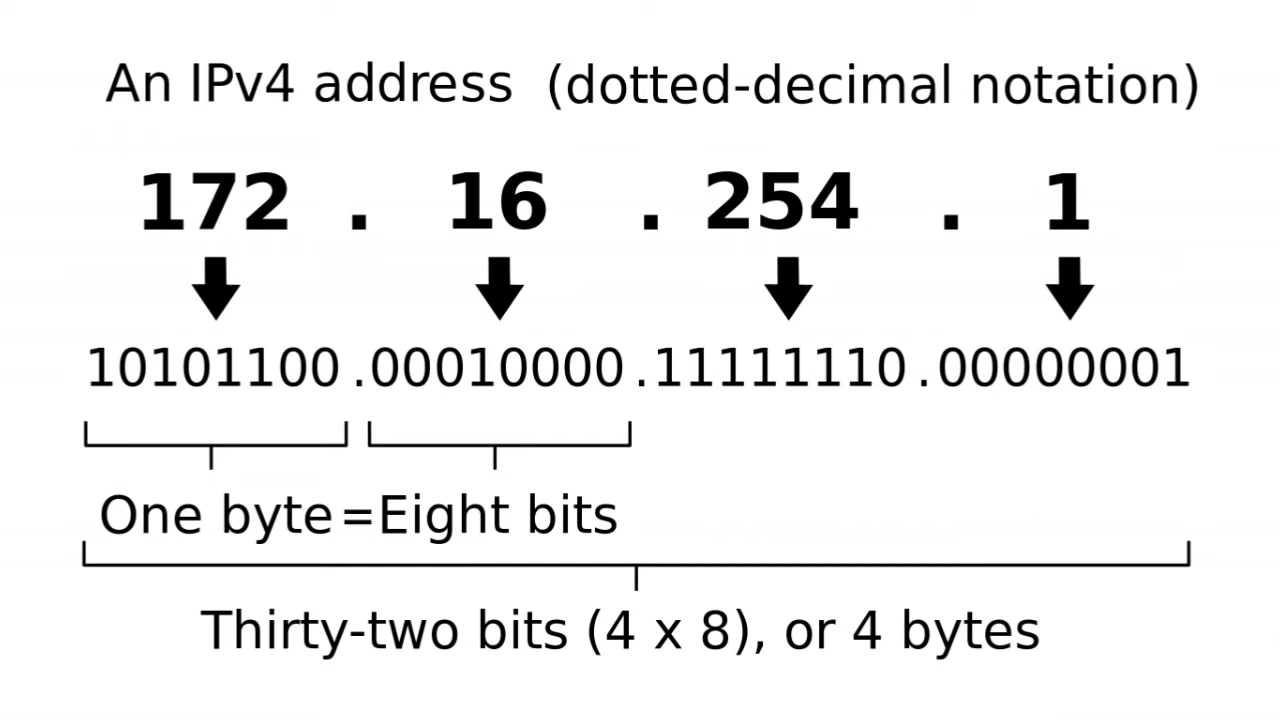 An IPv4 address (dotted-decimal notation)
172 . 16 . 254 . 1
10101100 .00010000 .11111110 .00000001
One byte =Eight bits
Thirty-two bits (4 x 8), or 4 bytes